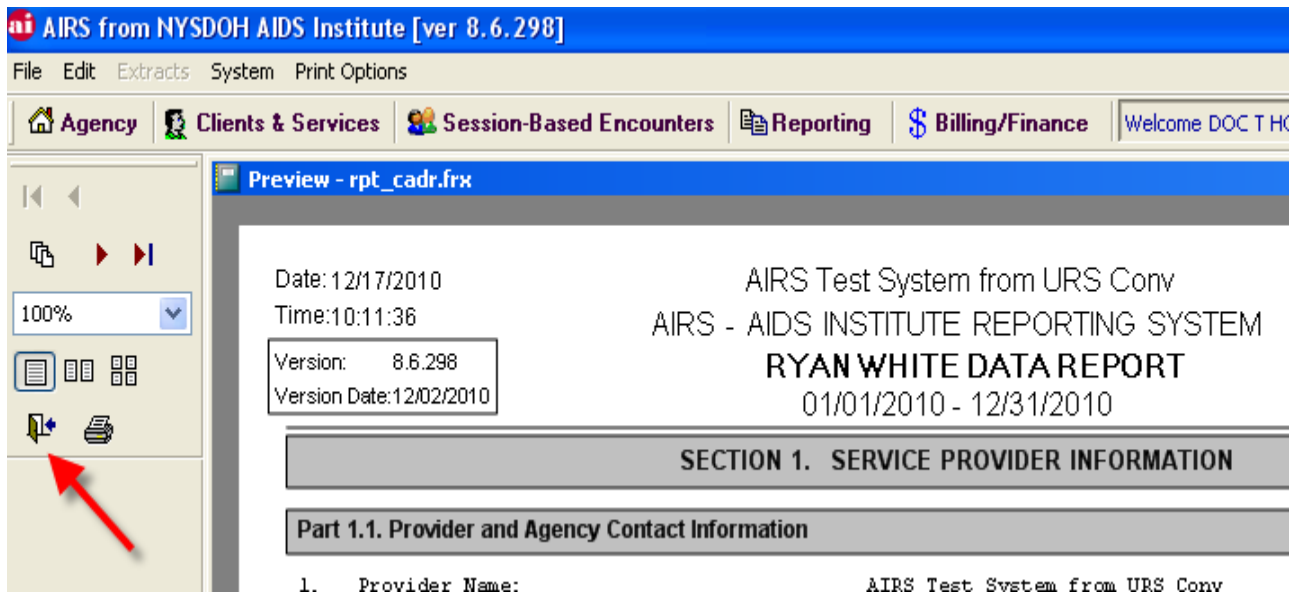 ai AIRS from NYSDOH AIDS Institute [ver 8.6.298]
File Edit Extracts System Print Options
Agency Clients & Services Session-Based Encounters Reporting Billing/Finance Welcome DOC T
Preview - rpt_cadr.frx
100%
Date: 12/17/2010
Time:10:11:36
Version: 8.6.298
Version Date:12/02/2010
AIRS Test System from URS Conv
AIRS - AIDS INSTITUTE REPORTING SYSTEM
RYAN WHITE DATA REPORT
01/01/2010 - 12/31/2010
SECTION 1. SERVICE PROVIDER INFORMATION
Part 1.1. Provider and Agency Contact Information
1. Provider Name: AIRS Test System from URS Conv